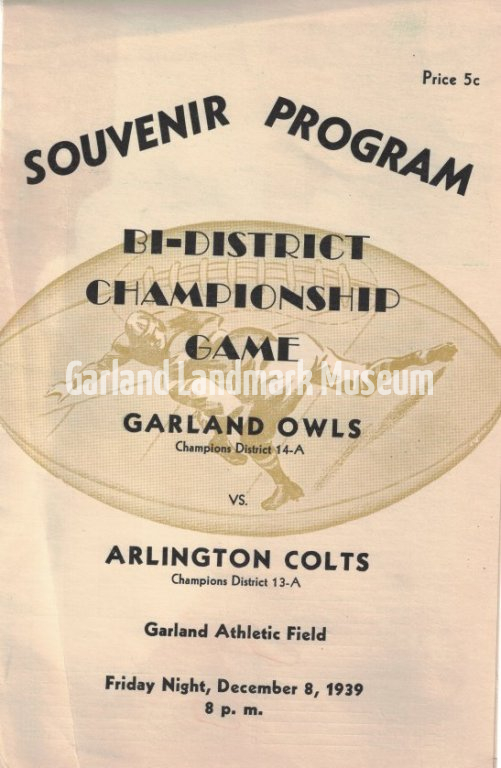 Price 5c
SOUVENIR PROGRAM
BI-DISTRICT
CHAMPIONSHIP
GAME
Garland Landmark Museum
GARLAND OWLS
Champions District 14-A
VS.
ARLINGTON COLTS
Champions District 13-A
Garland Athletic Field
Friday Night, December 8, 1939
8 p. m.